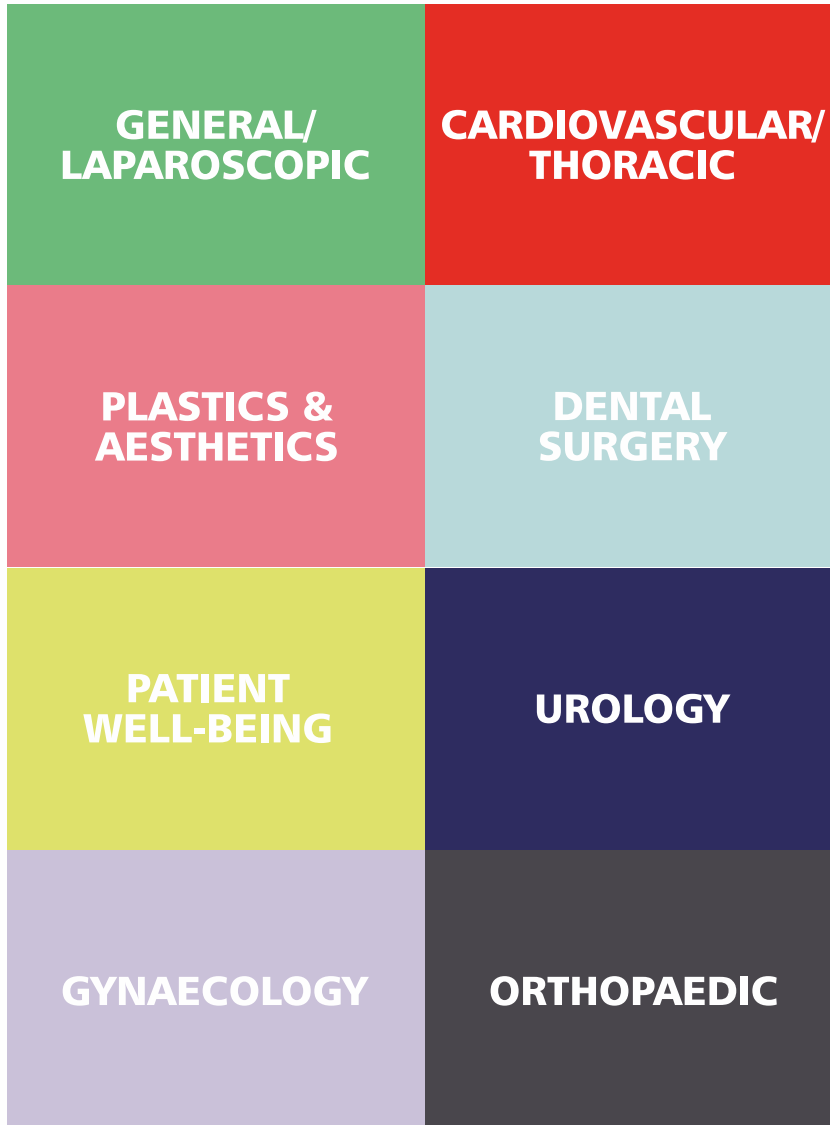 GENERAL/
LAPAROSCOPIC
CARDIOVASCULAR/
THORACIC
PLASTICS &
AESTHETICS
DENTAL
SURGERY
PATIENT
WELL-BEING
UROLOGY
GYNAECOLOGY
ORTHOPAEDIC